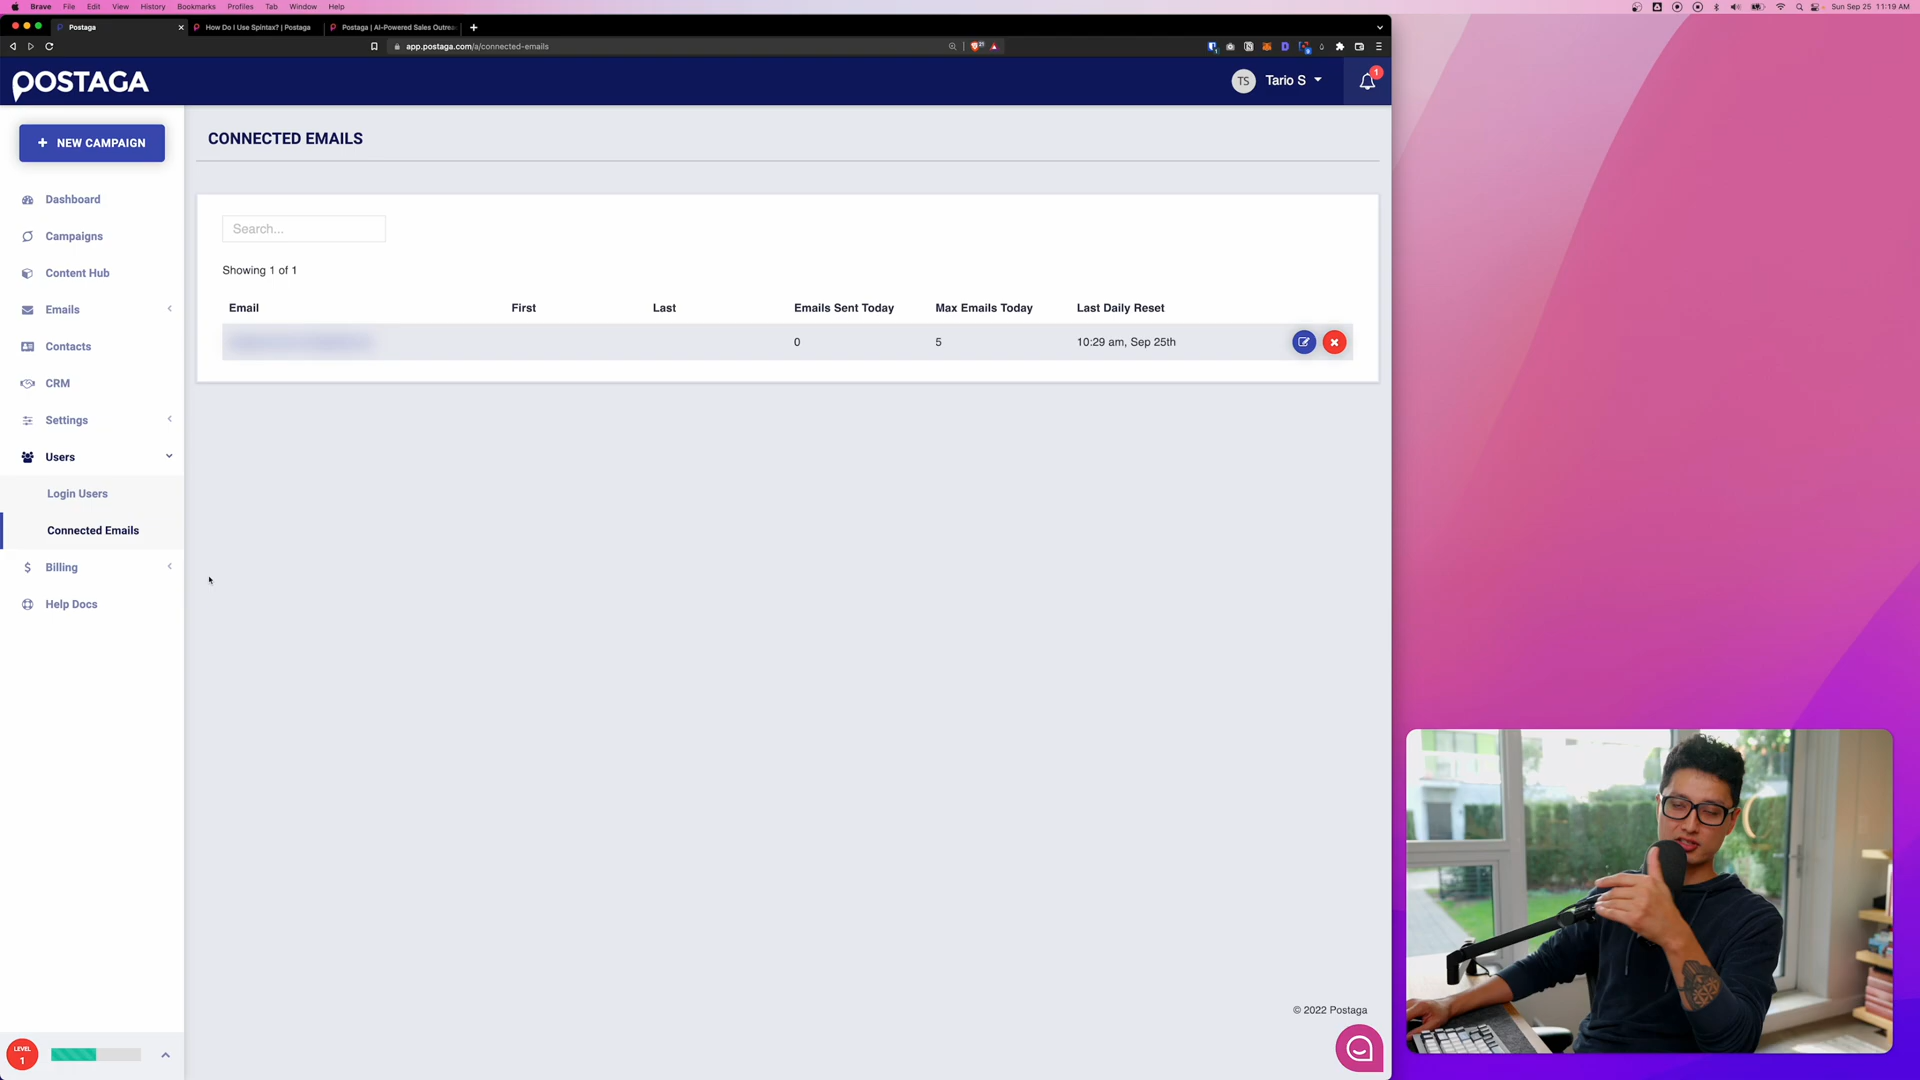 Brave File Edit View History Bookmarks Profiles Tab Window Help Sun Sep 25 11:19 AM
Postaga How Do I Use Spintax? | Postaga Postaga | AI-Powered Sales Outre
app.postaga.com/a/connected-emails
POSTAGA
TS Tario S 1
+ NEW CAMPAIGN
Dashboard
Campaigns
Content Hub
Emails
Contacts
CRM
Settings
Users
Login Users
Connected Emails
Billing
Help Docs
LEVEL
1
CONNECTED EMAILS
Search...
Showing 1 of 1
Email First Last Emails Sent Today Max Emails Today Last Daily Reset
0 5 10:29 am, Sep 25th
© 2022 Postaga